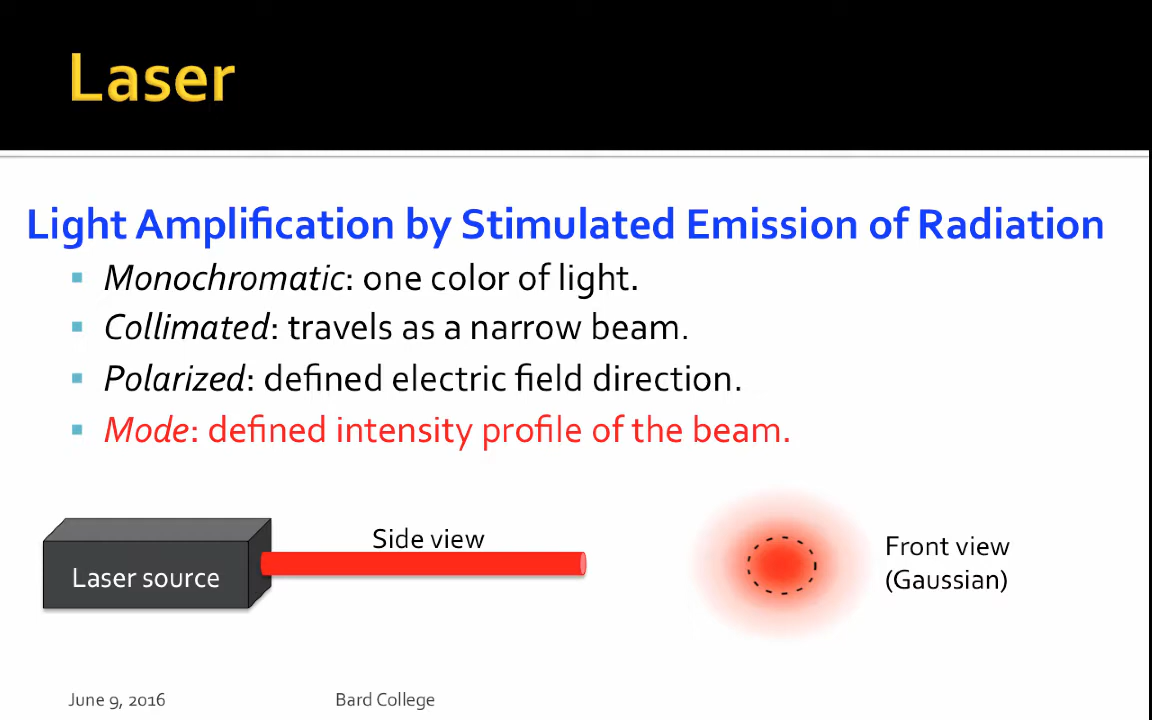 Laser
Light Amplification by Stimulated Emission of Radiation
Monochromatic: one color of light.
Collimated: travels as a narrow beam.
Polarized: defined electric field direction.
Mode: defined intensity profile of the beam.
Side view
Laser source
Front view
(Gaussian)
June 9, 2016
Bard College